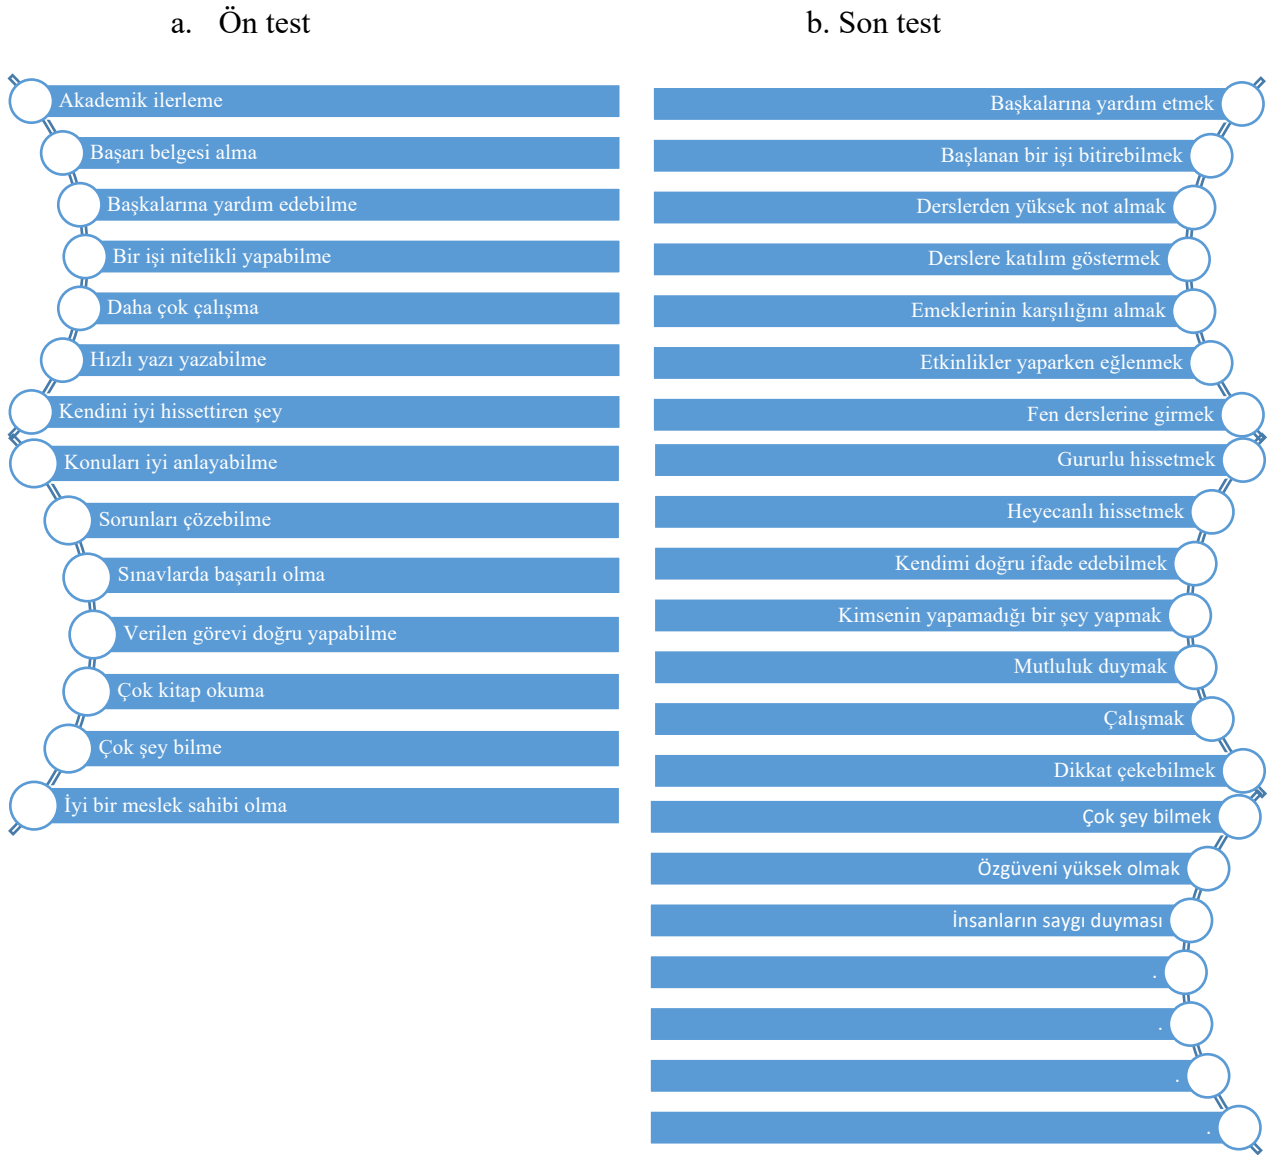 a. Ön test
Akademik ilerleme
Başarı belgesi alma
Başkalarına yardım edebilme
Bir işi nitelikli yapabilme
Daha çok çalışma
Hızlı yazı yazabilme
Kendini iyi hissettiren şey
Konuları iyi anlayabilme
Sorunları çözebilme
Sınavlarda başarılı olma
Verilen görevi doğru yapabilme
Çok kitap okuma
Çok şey bilme
İyi bir meslek sahibi olma
b. Son test
Başkalarına yardım etmek
Başlanan bir işi bitirebilmek
Derslerden yüksek not almak
Derslere katılım göstermek
Emeklerinin karşılığını almak
Etkinlikler yaparken eğlenmek
Fen derslerine girmek
Gururlu hissetmek
Heyecanlı hissetmek
Kendimi doğru ifade edebilmek
Kimsenin yapamadığı bir şey yapmak
Mutluluk duymak
Çalışmak
Dikkat çekebilmek
Çok şey bilmek
Özgüveni yüksek olmak
İnsanların saygı duyması
.
.
.
.